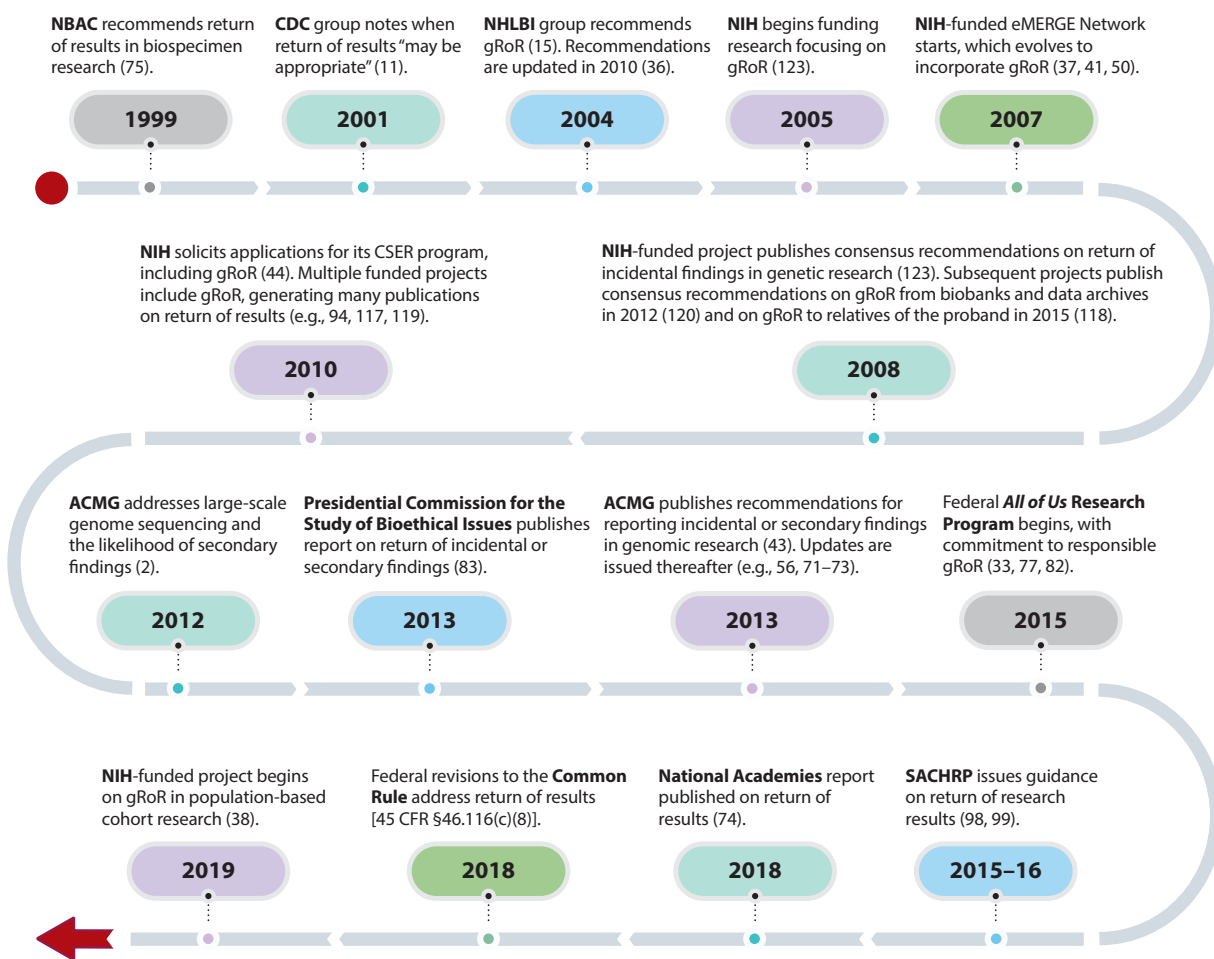 NBAC recommends return
of results in biospecimen
research (75).
1999
CDC group notes when
return of results “may be
appropriate” (11).
2001
NHLBI group recommends
gRoR (15). Recommendations
are updated in 2010 (36).
2004
NIH begins funding
research focusing on
gRoR (123).
2005
NIH-funded eMERGE Network
starts, which evolves to
incorporate gRoR (37, 41, 50).
2007
NIH-funded project publishes consensus recommendations on return of
incidental findings in genetic research (123). Subsequent projects publish
consensus recommendations on gRoR from biobanks and data archives
in 2012 (120) and on gRoR to relatives of the proband in 2015 (118).
2008
NIH solicits applications for its CSER program,
including gRoR (44). Multiple funded projects
include gRoR, generating many publications
on return of results (e.g., 94, 117, 119).
2010
ACMG addresses large-scale
genome sequencing and
the likelihood of secondary
findings (2).
2012
Presidential Commission for the
Study of Bioethical Issues publishes
report on return of incidental or
secondary findings (83).
2013
ACMG publishes recommendations for
reporting incidental or secondary findings
in genomic research (43). Updates are
issued thereafter (e.g., 56, 71–73).
2013
Federal All of Us Research
Program begins, with
commitment to responsible
gRoR (33, 77, 82).
2015
SACHRP issues guidance
on return of research
results (98, 99).
2015–16
National Academies report
published on return of
results (74).
2018
Federal revisions to the Common
Rule address return of results
[45 CFR §46.116(c)(8)].
2018
NIH-funded project begins
on gRoR in population-based
cohort research (38).
2019